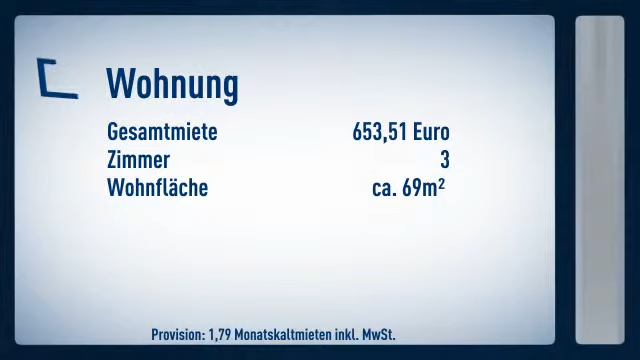 Wohnung
Gesamtmiete 653,51 Euro
Zimmer 3
Wohnfläche ca. 69m²
Provision: 1,79 Monatskaltmieten inkl. MwSt.